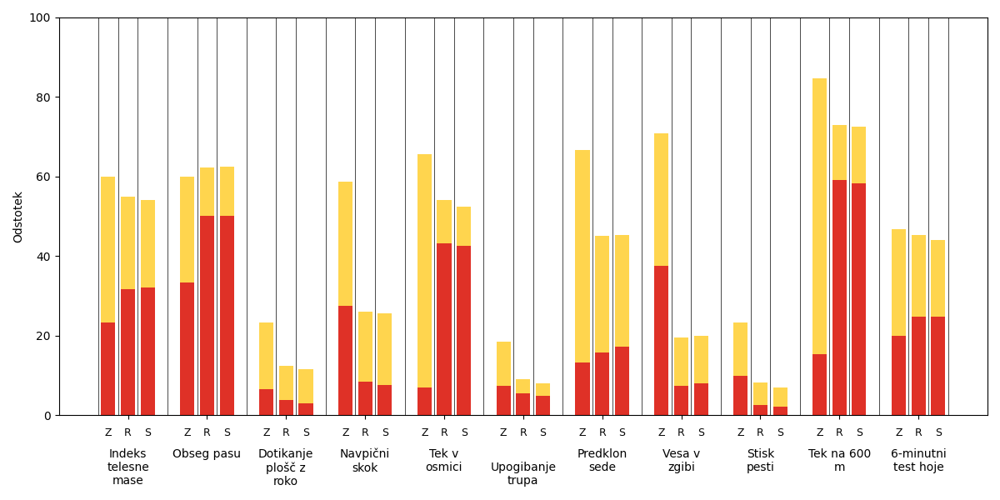 100
80
60
40
20
0
Odstotek
Z R S Z R S Z R S Z R S Z R S Z R S Z R S Z R S Z R S Z R S Z R S
Indeks
telesne
mase
Obseg pasu
Dotikanje
plošč z
roko
Navpični
skok
Tek v
osmici
Upogibanje
trupa
Predklon
sede
Vesa v
zgibi
Stisk
pesti
Tek na 600
m
6-minutni
test hoje